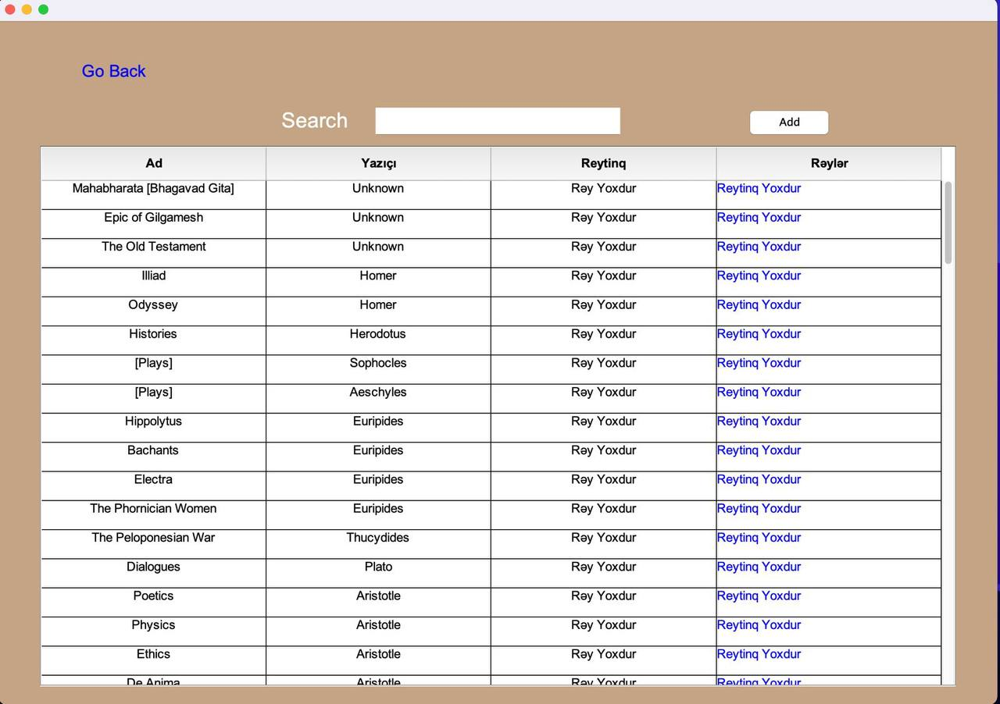 Go Back
Search Add
Ad Yazıçı Reytinq Rəylər
Mahabharata [Bhagavad Gita] Unknown Rəy Yoxdur Reytinq Yoxdur
Epic of Gilgamesh Unknown Rəy Yoxdur Reytinq Yoxdur
The Old Testament Unknown Rəy Yoxdur Reytinq Yoxdur
Illiad Homer Rəy Yoxdur Reytinq Yoxdur
Odyssey Homer Rəy Yoxdur Reytinq Yoxdur
Histories Herodotus Rəy Yoxdur Reytinq Yoxdur
[Plays] Sophocles Rəy Yoxdur Reytinq Yoxdur
[Plays] Aeschyles Rəy Yoxdur Reytinq Yoxdur
Hippolytus Euripides Rəy Yoxdur Reytinq Yoxdur
Bachants Euripides Rəy Yoxdur Reytinq Yoxdur
Electra Euripides Rəy Yoxdur Reytinq Yoxdur
The Phornician Women Euripides Rəy Yoxdur Reytinq Yoxdur
The Peloponesian War Thucydides Rəy Yoxdur Reytinq Yoxdur
Dialogues Plato Rəy Yoxdur Reytinq Yoxdur
Poetics Aristotle Rəy Yoxdur Reytinq Yoxdur
Physics Aristotle Rəy Yoxdur Reytinq Yoxdur
Ethics Aristotle Rəy Yoxdur Reytinq Yoxdur
De Anima Aristotle Rəy Yoxdur Reytinq Yoxdur